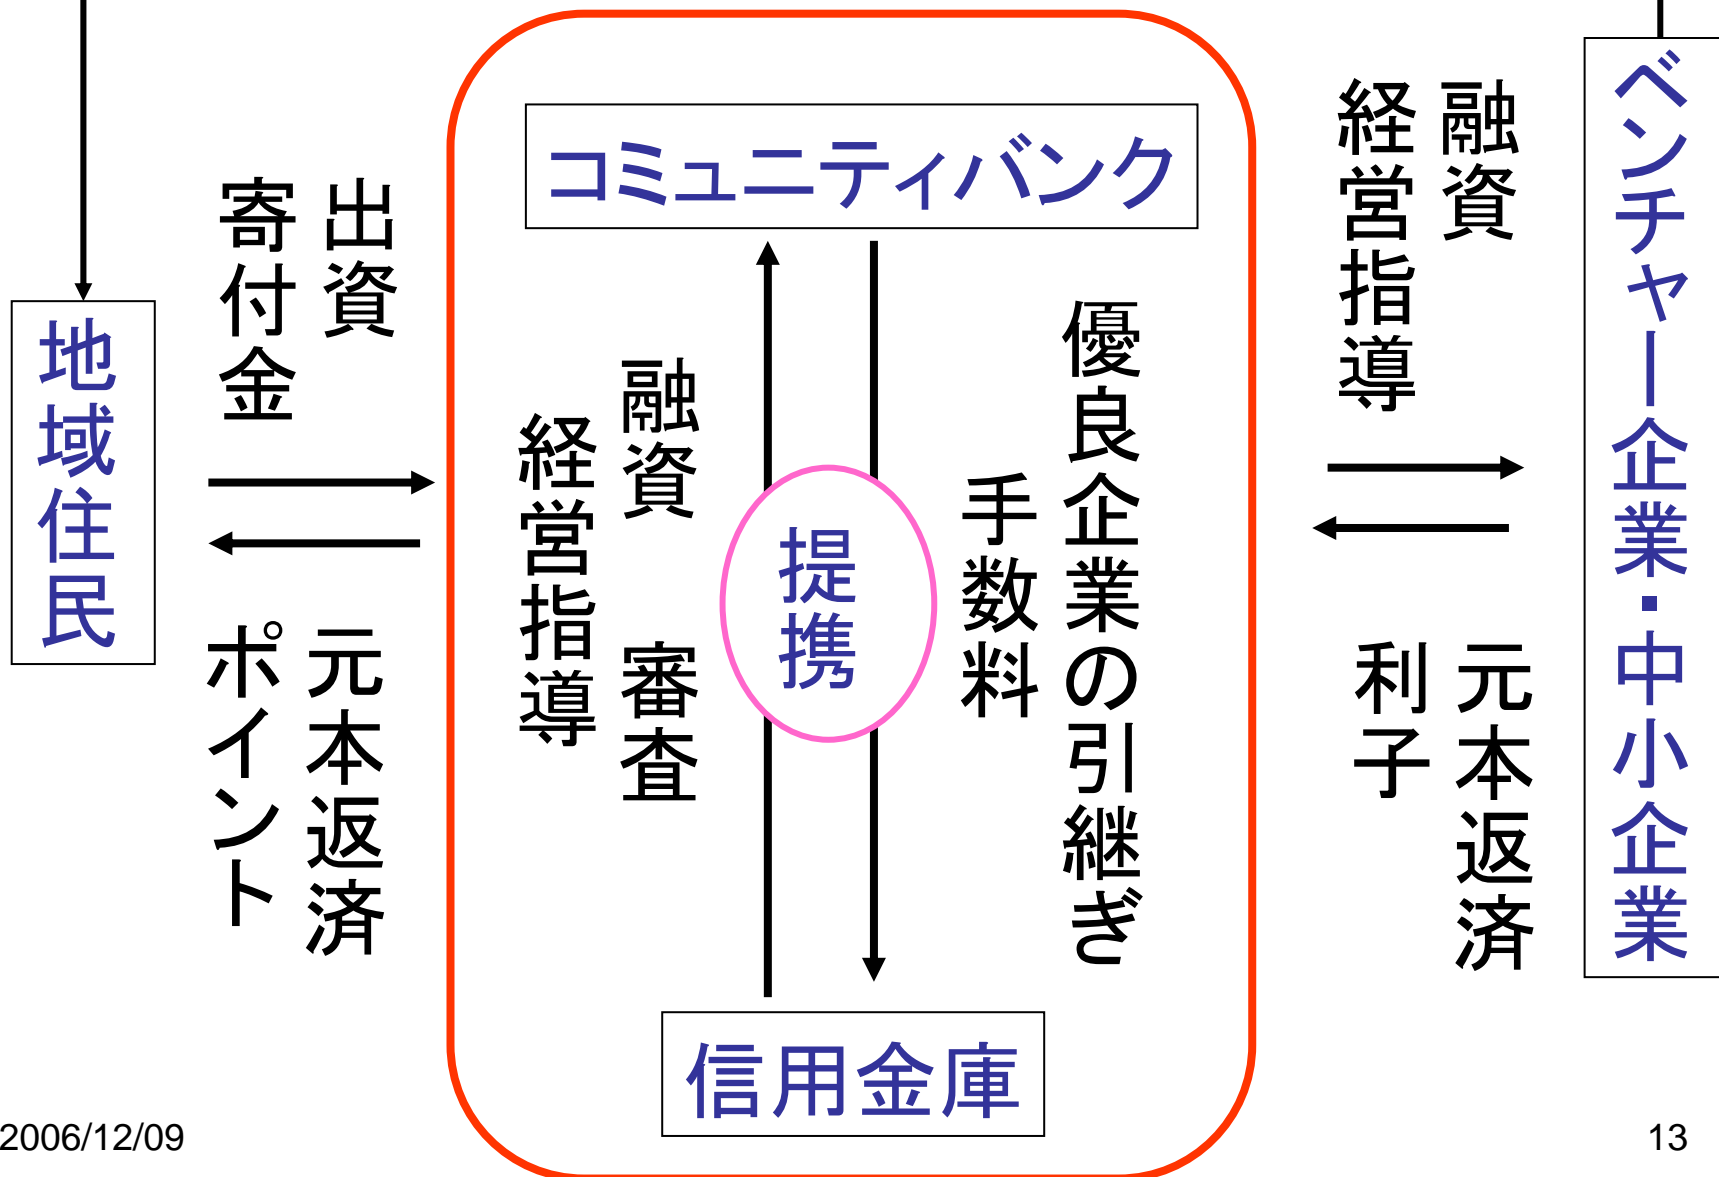 コミュニティバンク
地域住民
出資
寄付金
元本返済
ポイント
融資　審査
経営指導
提携
優良企業の引継ぎ
手数料
信用金庫
融資
経営指導
元本返済
利子
ベンチャー企業・中小企業
2006/12/09
13